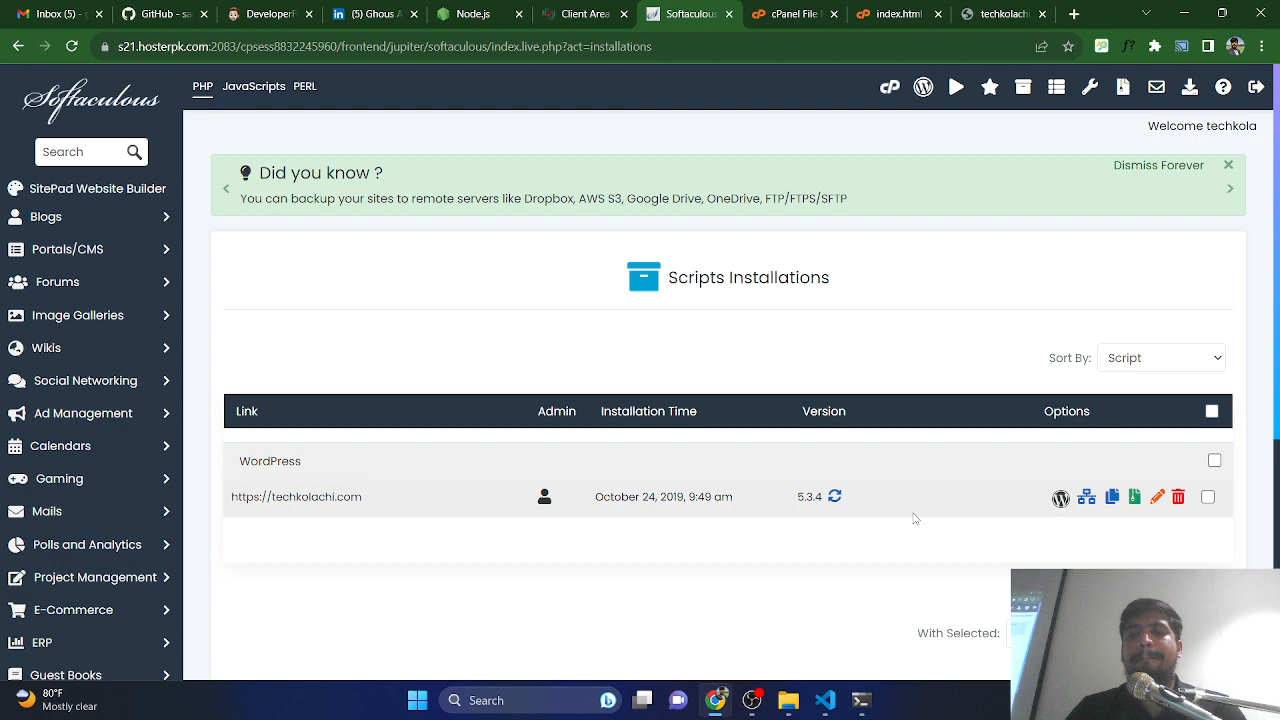 Inbox (5) - g
GitHub - sa
DeveloperF
(5) Ghous A
Node.js
Client Area
Softaculous
cPanel File M
index.html
techkolachi
s21.hosterpk.com:2083/cpsess8832245960/frontend/jupiter/softaculous/index.live.php?act=installations
Softaculous
PHP JavaScripts PERL
Search
Welcome techkola
SitePad Website Builder
Blogs
Portals/CMS
Forums
Image Galleries
Wikis
Social Networking
Ad Management
Calendars
Gaming
Mails
Polls and Analytics
Project Management
E-Commerce
ERP
Guest Books
Did you know ?
Dismiss Forever
You can backup your sites to remote servers like Dropbox, AWS S3, Google Drive, OneDrive, FTP/FTPS/SFTP
Scripts Installations
Sort By: Script
Link Admin Installation Time Version Options
WordPress
https://techkolachi.com October 24, 2019, 9:49 am 5.3.4
With Selected:
80°F
Mostly clear
Search